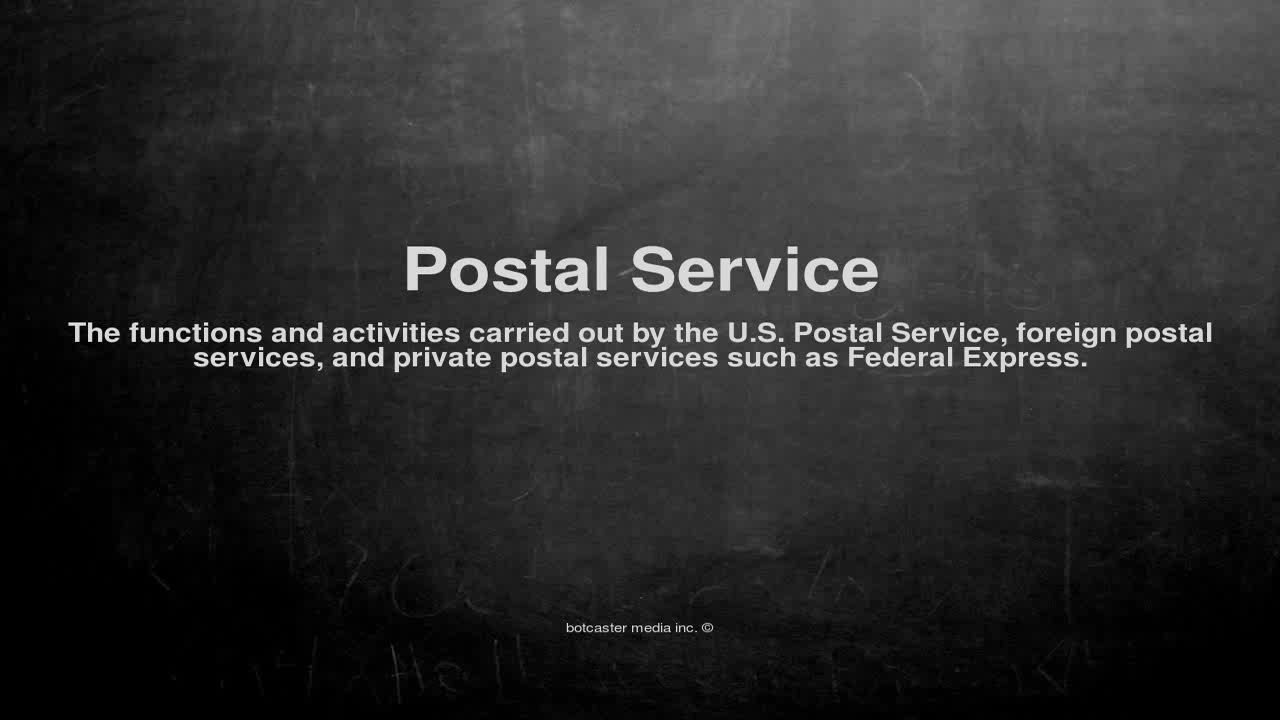 Postal Service
The functions and activities carried out by the U.S. Postal Service, foreign postal
services, and private postal services such as Federal Express.
botcaster media inc. ©